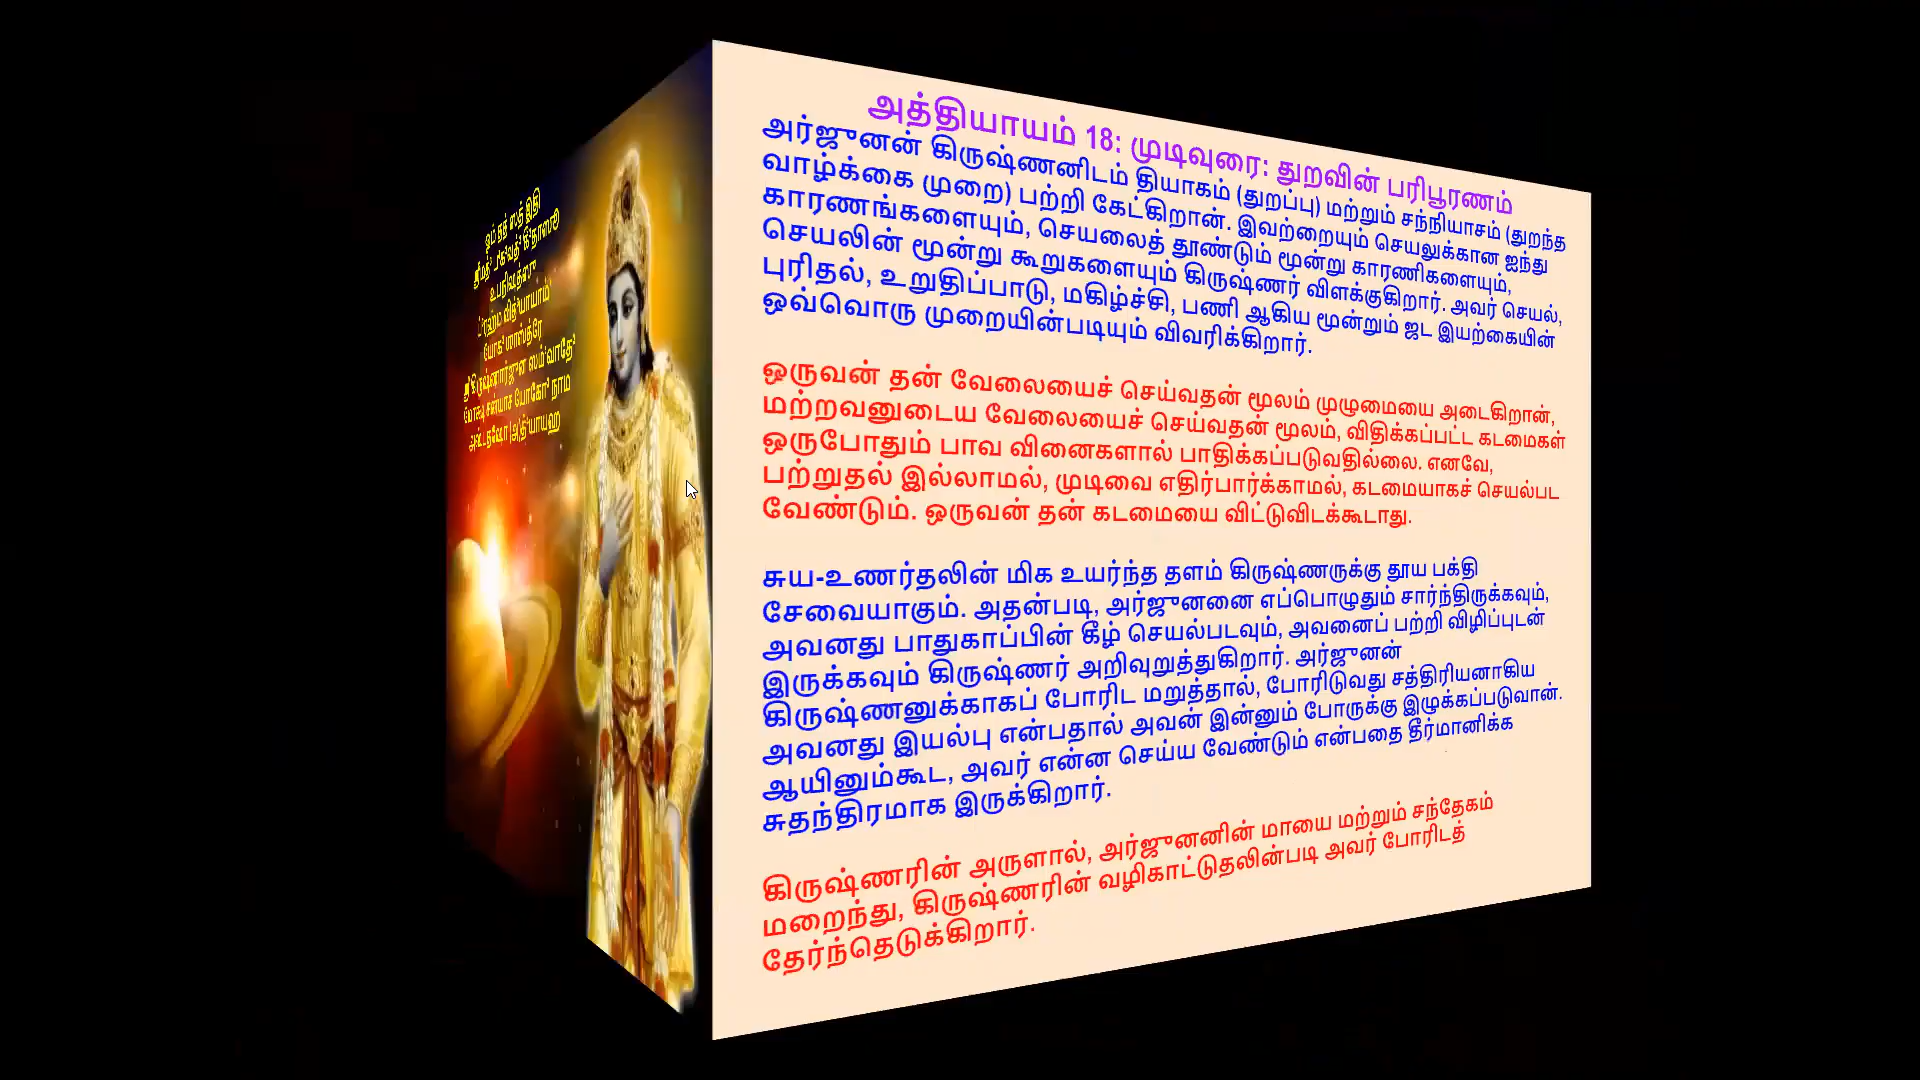 ஓம் தத் ஸத் இதி
யோக³ ஶாஸ்த்ரே
அத்தியாயம் 18: முடிவுரை: துறவின் பரிபூரணம்
அர்ஜுனன் கிருஷ்ணனிடம் தியாகம் (துறப்பு) மற்றும் சந்நியாசம் (துறந்த
வாழ்க்கை முறை) பற்றி கேட்கிறான். இவற்றையும் செயலுக்கான ஐந்து
காரணங்களையும், செயலைத் தூண்டும் மூன்று காரணிகளையும்,
செயலின் மூன்று கூறுகளையும் கிருஷ்ணர் விளக்குகிறார். அவர் செயல்,
புரிதல், உறுதிப்பாடு, மகிழ்ச்சி, பணி ஆகிய மூன்றும் ஜட இயற்கையின்
ஒவ்வொரு முறையின்படியும் விவரிக்கிறார்.
ஒருவன் தன் வேலையைச் செய்வதன் மூலம் முழுமையை அடைகிறான்,
மற்றவனுடைய வேலையைச் செய்வதன் மூலம், விதிக்கப்பட்ட கடமைகள்
ஒருபோதும் பாவ வினைகளால் பாதிக்கப்படுவதில்லை. எனவே,
பற்றுதல் இல்லாமல், முடிவை எதிர்பார்க்காமல், கடமையாகச் செயல்பட
வேண்டும். ஒருவன் தன் கடமையை விட்டுவிடக்கூடாது.
சுய-உணர்தலின் மிக உயர்ந்த தளம் கிருஷ்ணருக்கு தூய பக்தி
சேவையாகும். அதன்படி, அர்ஜுனனை எப்பொழுதும் சார்ந்திருக்கவும்,
அவனது பாதுகாப்பின் கீழ் செயல்படவும், அவனைப் பற்றி விழிப்புடன்
இருக்கவும் கிருஷ்ணர் அறிவுறுத்துகிறார். அர்ஜுனன்
கிருஷ்ணனுக்காகப் போரிட மறுத்தால், போரிடுவது சத்திரியனாகிய
அவனது இயல்பு என்பதால் அவன் இன்னும் போருக்கு இழுக்கப்படுவான்.
ஆயினும்கூட, அவர் என்ன செய்ய வேண்டும் என்பதை தீர்மானிக்க
சுதந்திரமாக இருக்கிறார்.
கிருஷ்ணரின் அருளால், அர்ஜுனனின் மாயை மற்றும் சந்தேகம்
மறைந்து, கிருஷ்ணரின் வழிகாட்டுதலின்படி அவர் போரிடத்
தேர்ந்தெடுக்கிறார்.